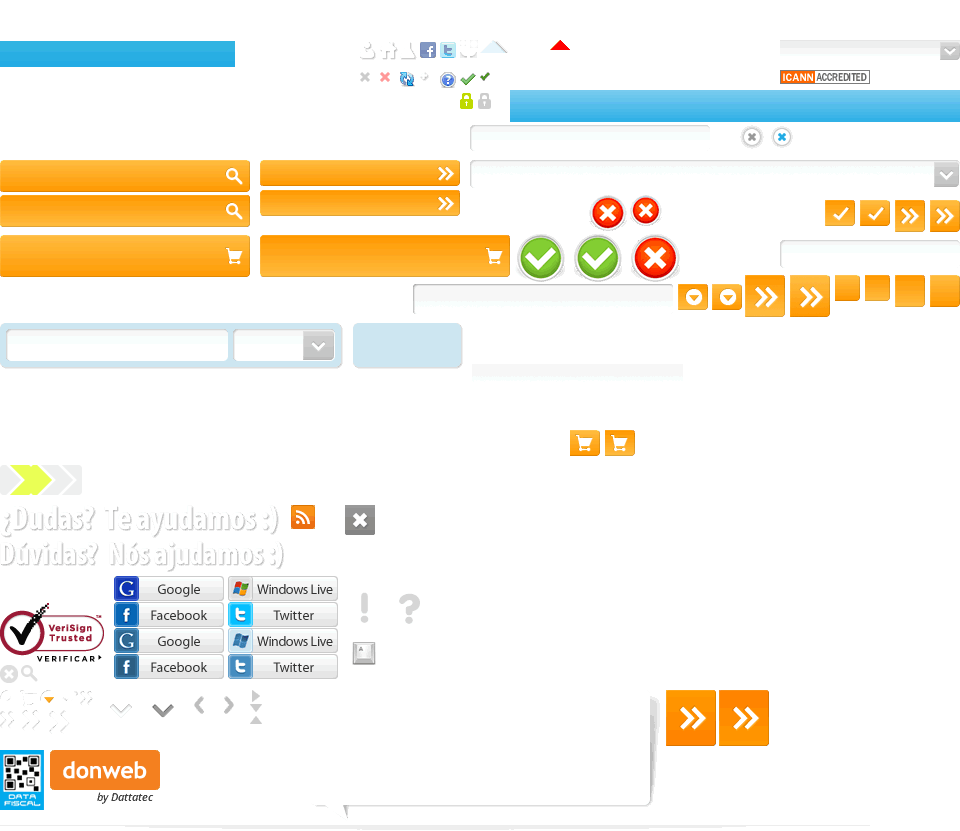 ICANN ACCREDITED
¿Dudas? Te ayudamos :)
Dúvidas? Nós ajudamos :)
Google
Windows Live
Facebook
Twitter
Google
Windows Live
Facebook
Twitter
VeriSign
Trusted
VERIFICAR
A
DATA
FISCAL
donweb
by Dattatec